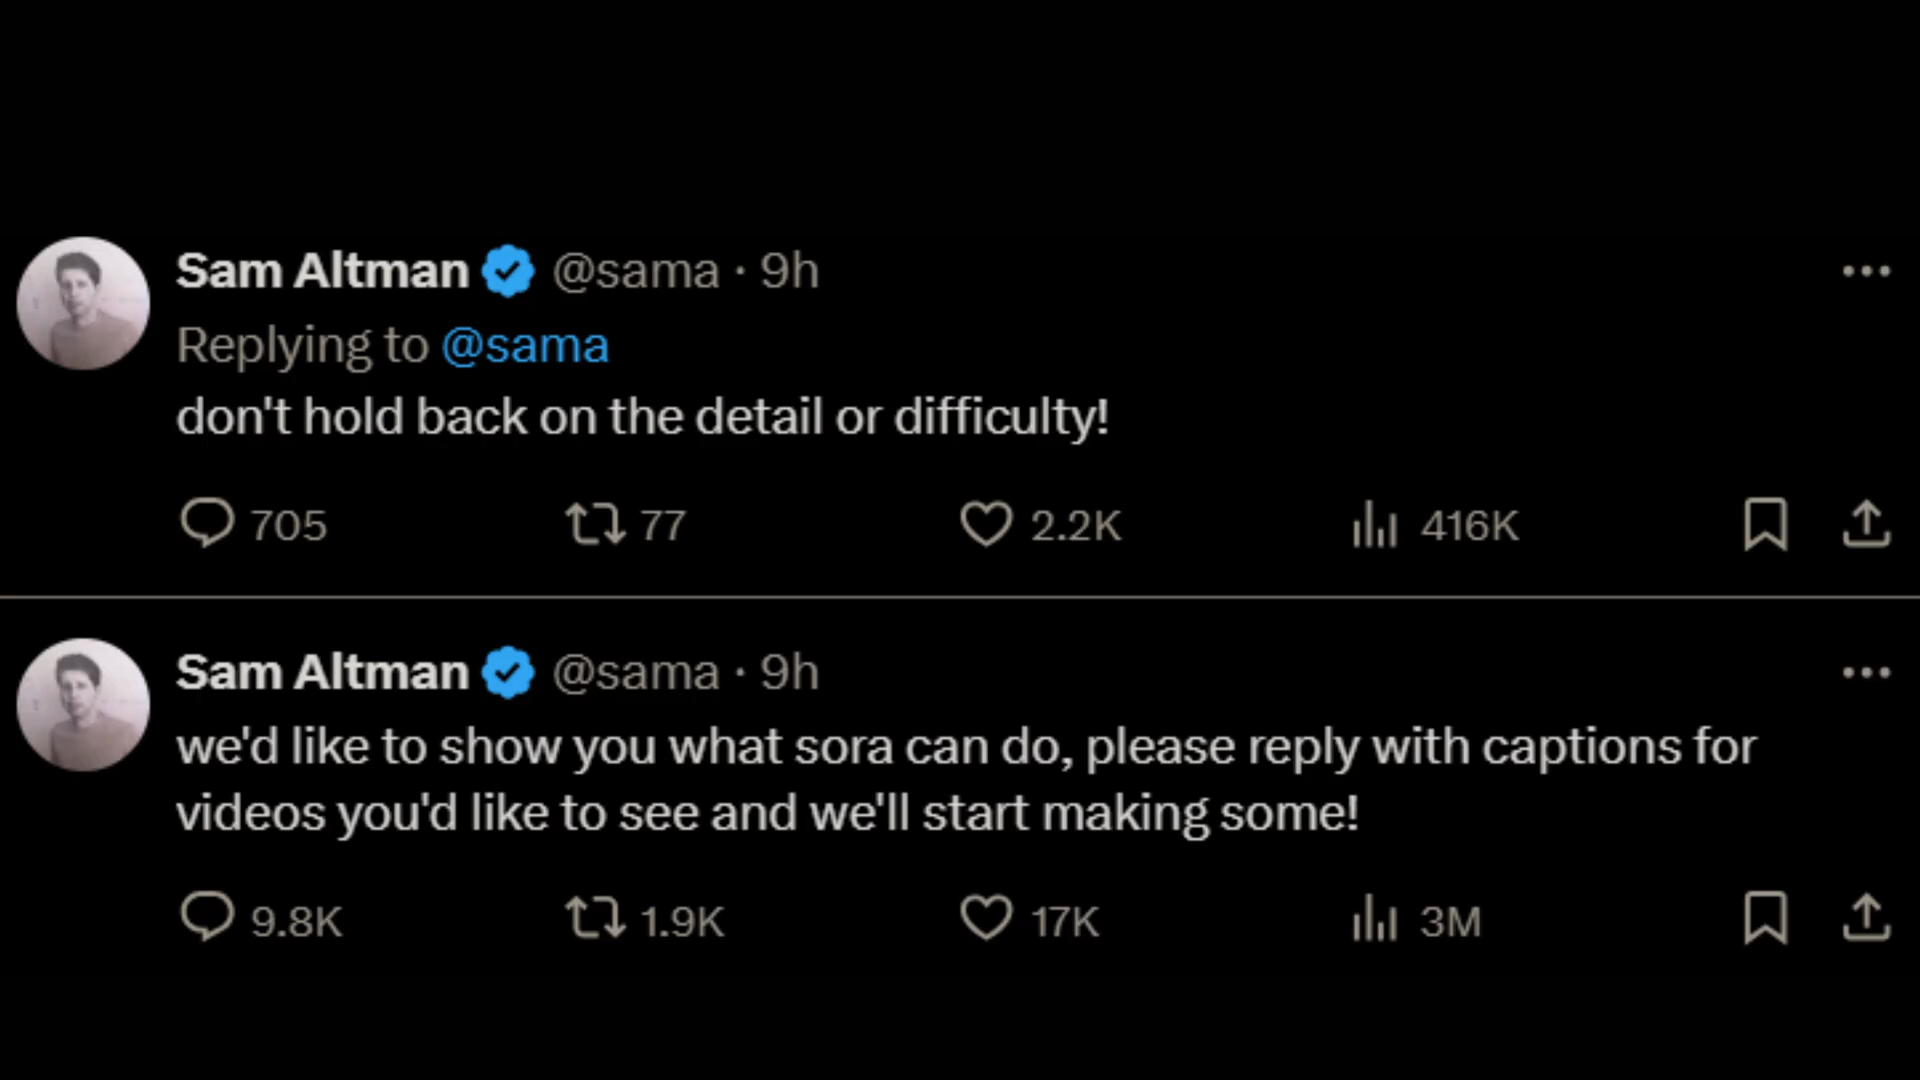 Sam Altman @sama · 9h
Replying to @sama
don't hold back on the detail or difficulty!
705 77 2.2K 416K
Sam Altman @sama · 9h
we'd like to show you what sora can do, please reply with captions for
videos you'd like to see and we'll start making some!
9.8K 1.9K 17K 3M